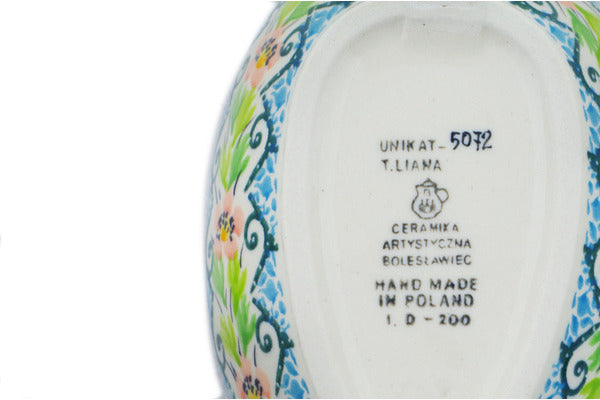 UNIKAT-5072
T.LIANA
CERAMIKA
ARTYSTYCZNA
BOLESŁAWIEC
HAND MADE
IN POLAND
I. D-200